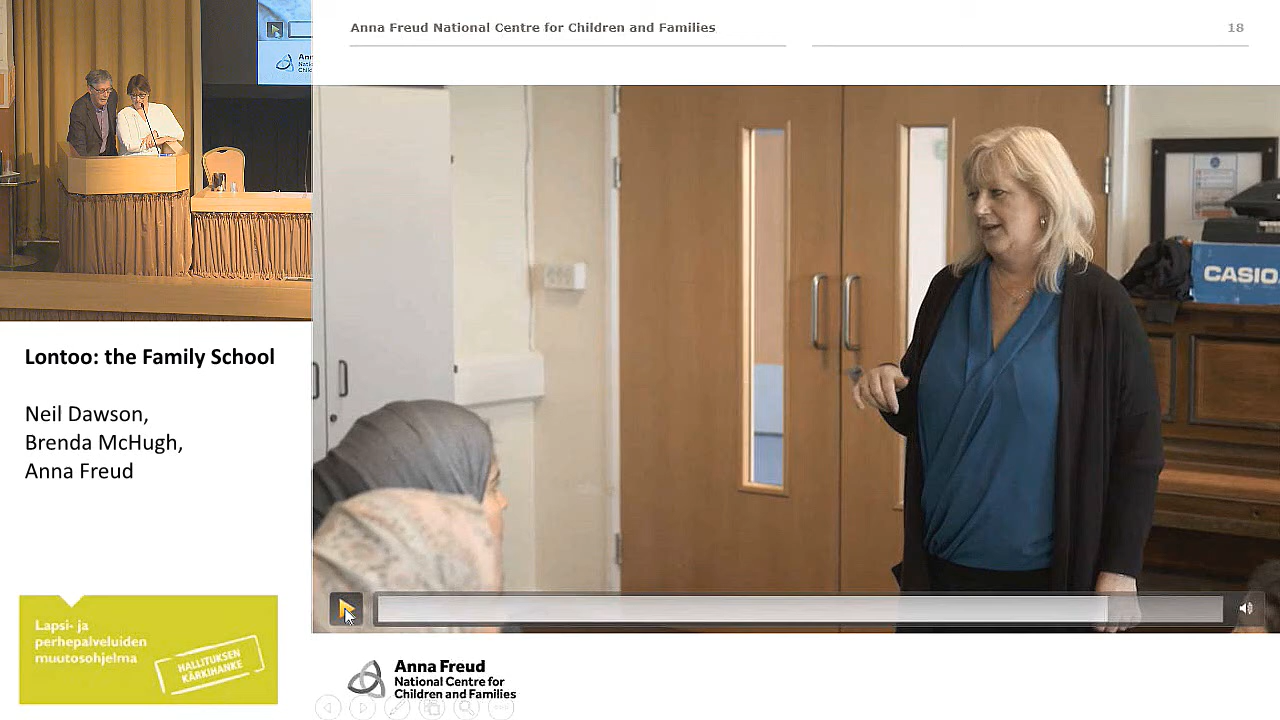 Anna Freud National Centre for Children and Families
18
CASIO
Lontoo: the Family School
Neil Dawson,
Brenda McHugh,
Anna Freud
Lapsi- ja
perhepalveluiden
muutosohjelma
HALLITUKSEN
KÄRKIHANKE
Anna Freud
National Centre for
Children and Families